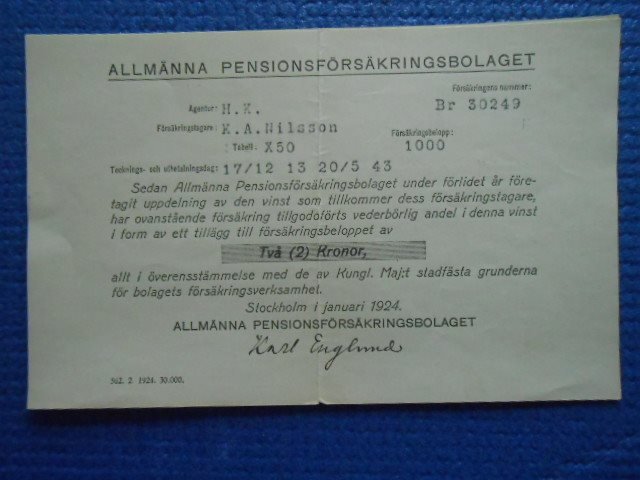 ALLMÄNNA PENSIONSFÖRSÄKRINGSBOLAGET
Försäkringens nummer:
Agentur: H.K. Br 30249
Försäkringstagare: K.A.Nilsson Försäkringsbelopp:
Tabell: X50 1000
Tecknings- och utbetalningsdag: 17/12 13 20/5 43
Sedan Allmänna Pensionsförsäkringsbolaget under förlidet år före-
tagit uppdelning av den vinst som tillkommer dess försäkringstagare,
har ovanstående försäkring tillgodoförts vederbörlig andel i denna vinst
i form av ett tillägg till försäkringsbeloppet av
Två (2) Kronor,
allt i överensstämmelse med de av Kungl. Maj:t stadfästa grunderna
för bolagets försäkringsverksamhet.
Stockholm i januari 1924.
ALLMÄNNA PENSIONSFÖRSÄKRINGSBOLAGET
Karl Englund
562. 2. 1924. 30.000.